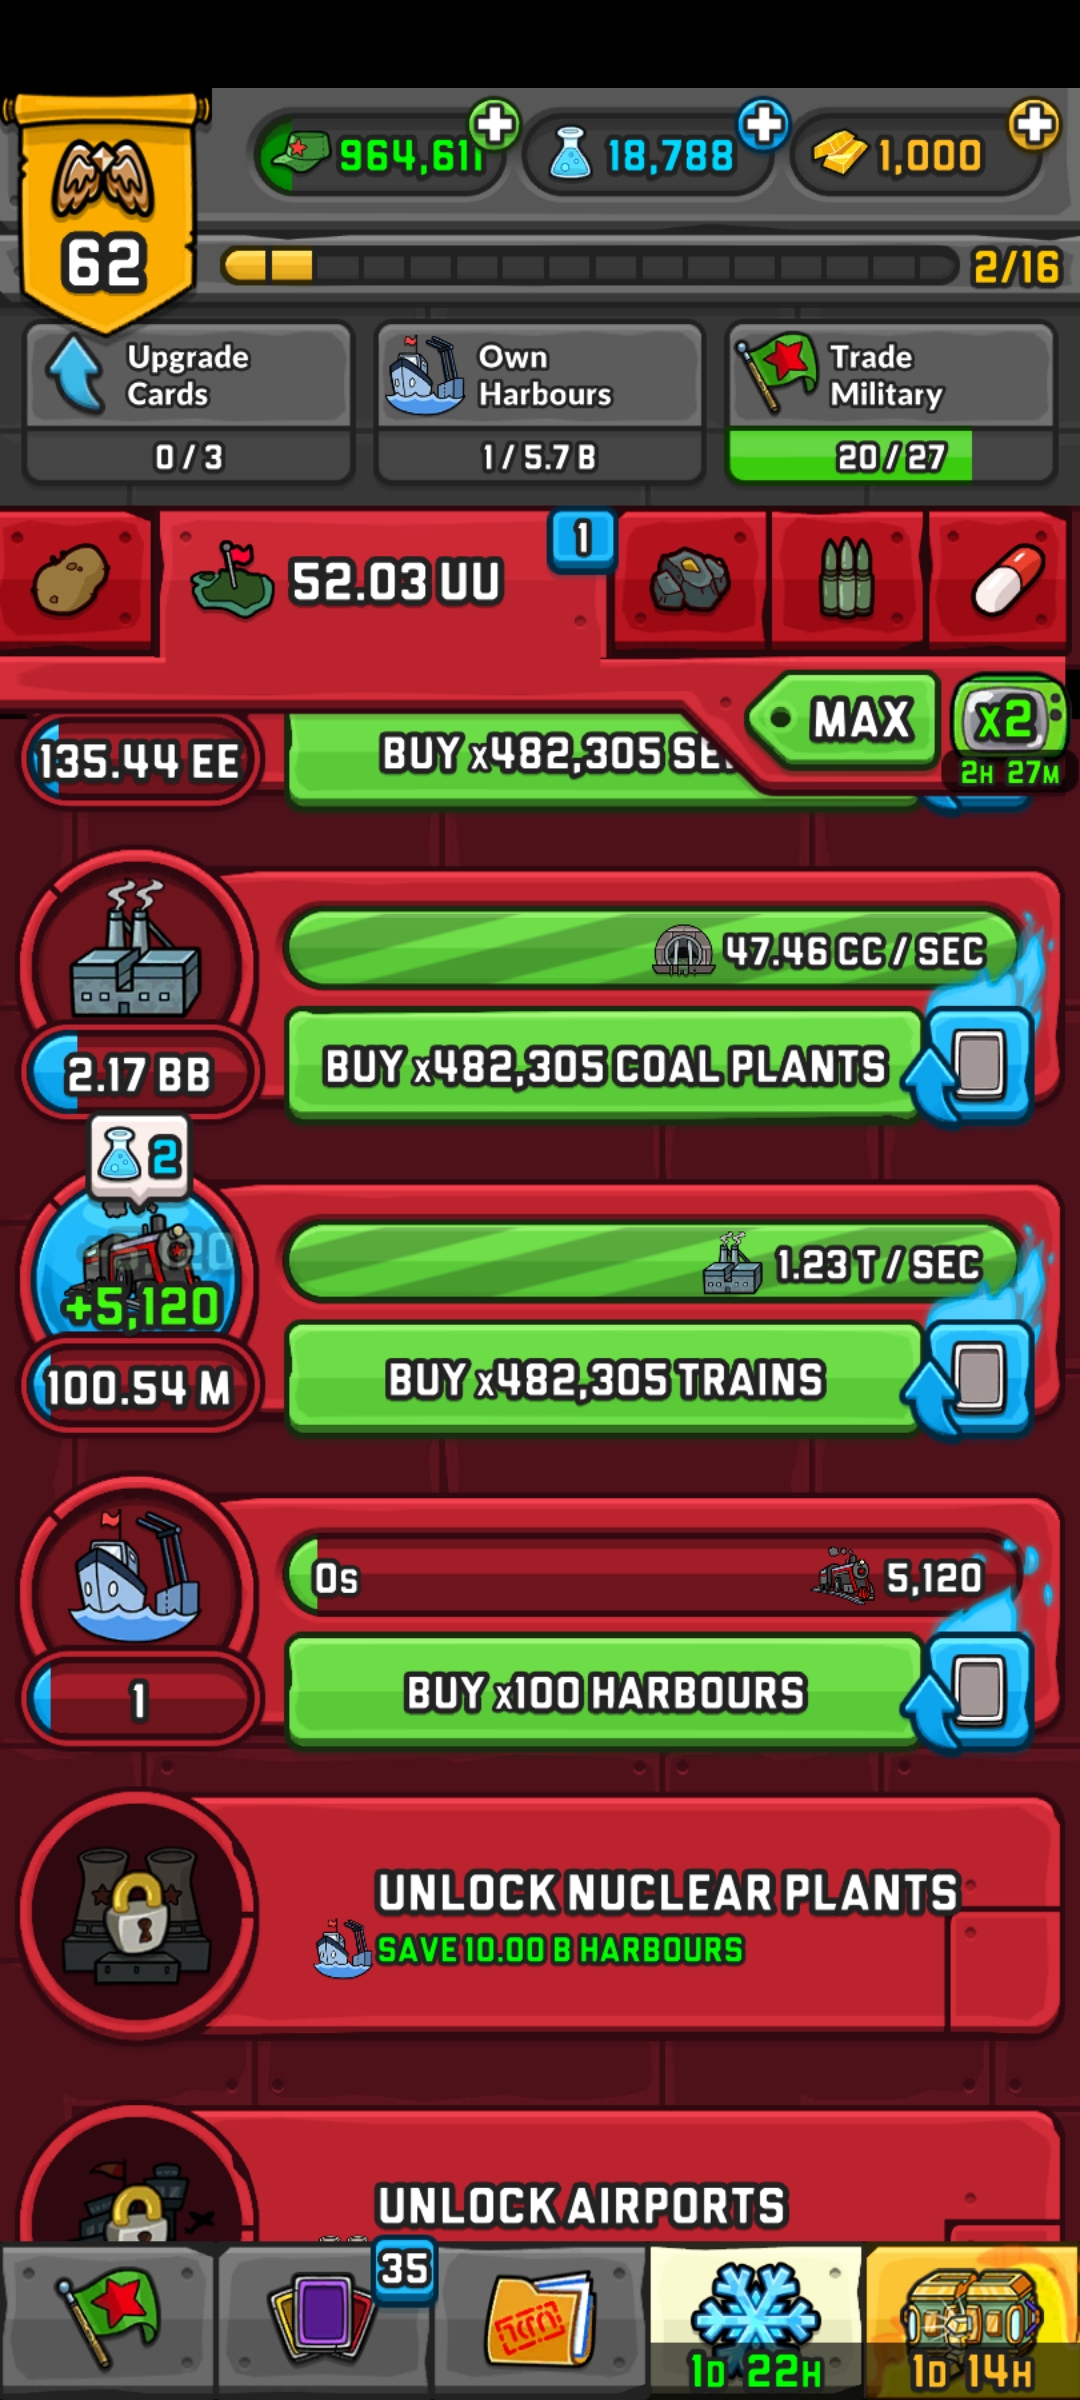 964,611
18,788
1,000
62
2/16
Upgrade
Cards
0 / 3
Own
Harbours
1 / 5.7 B
Trade
Military
20 / 27
1
52.03 UU
MAX
x2
2H 27M
135.44 EE
BUY x482,305 SE
47.46 CC / SEC
2.17 BB
BUY x482,305 COAL PLANTS
2
1.23 T / SEC
+5,120
100.54 M
BUY x482,305 TRAINS
0s
5,120
1
BUY x100 HARBOURS
UNLOCK NUCLEAR PLANTS
SAVE 10.00 B HARBOURS
UNLOCK AIRPORTS
35
1D 22H
1D 14H